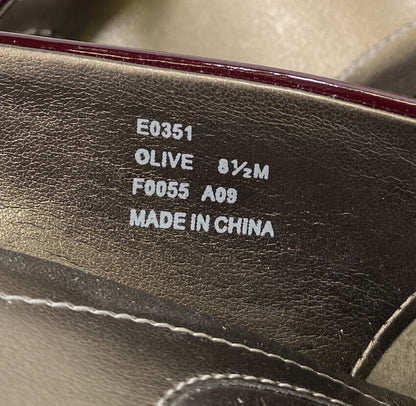 E0351
OLIVE 8½M
F0055 A09
MADE IN CHINA